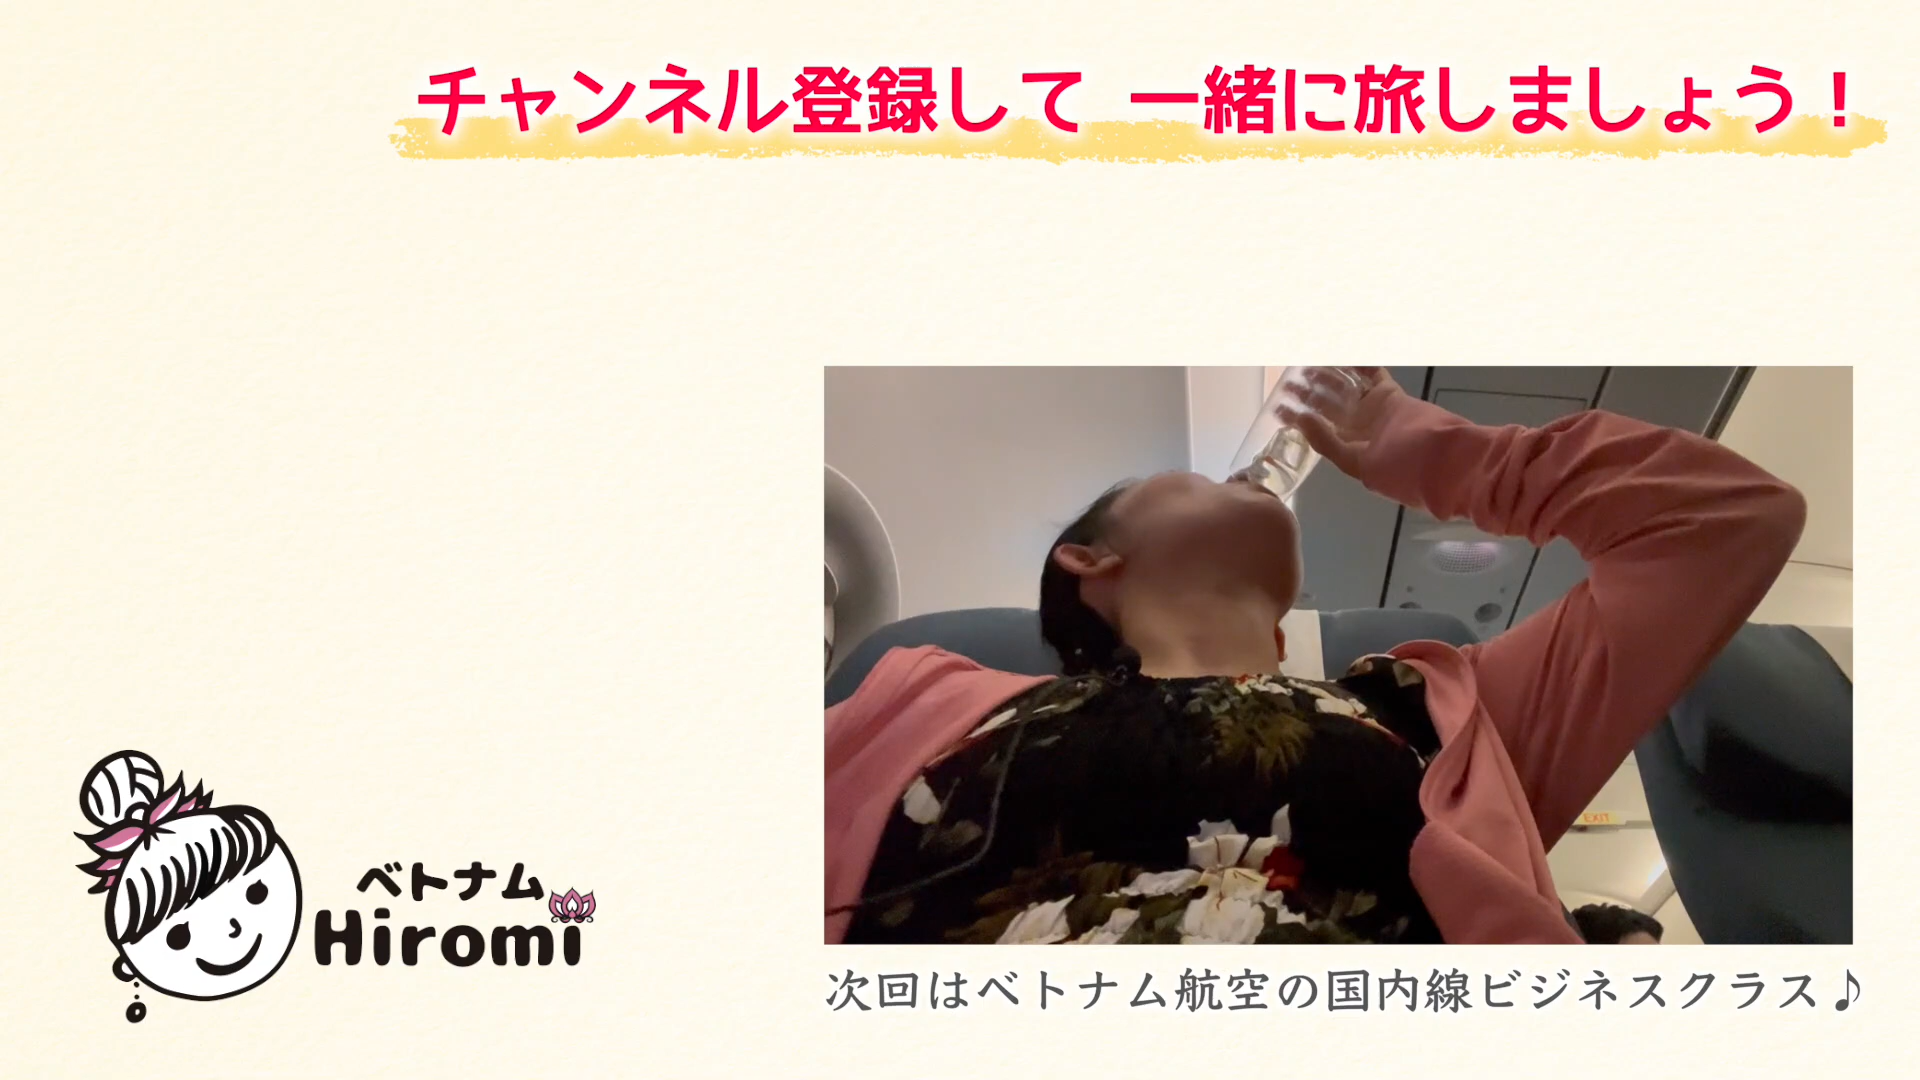 チャンネル登録して 一緒に旅しましょう！
EXIT
ベトナム
Hiromi
次回はベトナム航空の国内線ビジネスクラス♪